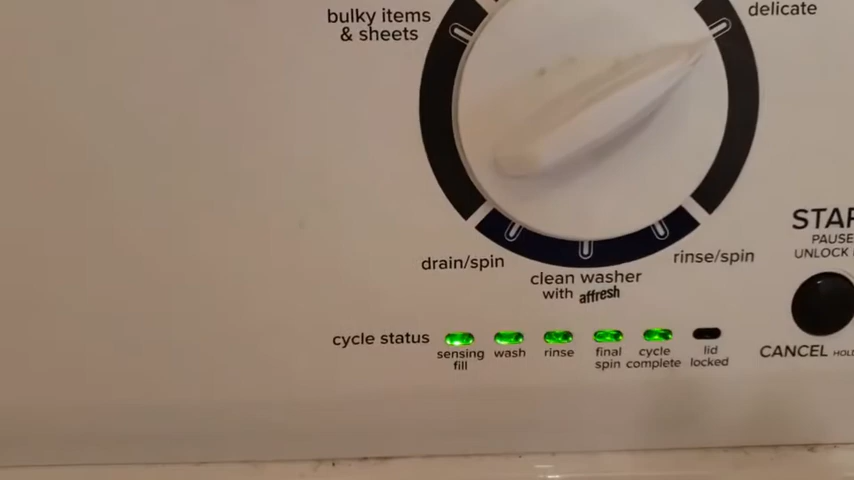 bulky items
& sheets
delicate
drain/spin
clean washer
with affresh
rinse/spin
PAUSE
UNLOCK
cycle status
sensing
fill
wash
rinse
final
spin
cycle
complete
lid
locked
CANCEL